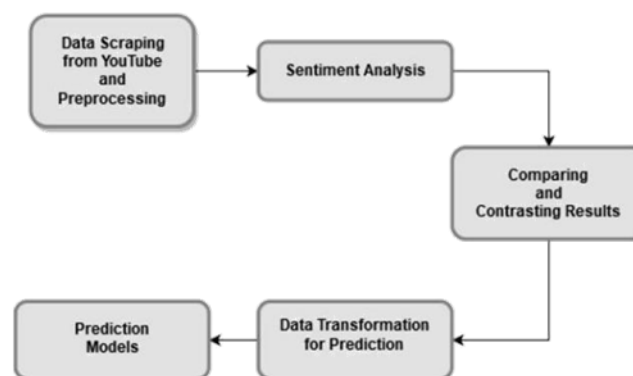 Data Scraping
from YouTube
and
Preprocessing
Sentiment Analysis
Comparing
and
Contrasting Results
Data Transformation
for Prediction
Prediction
Models